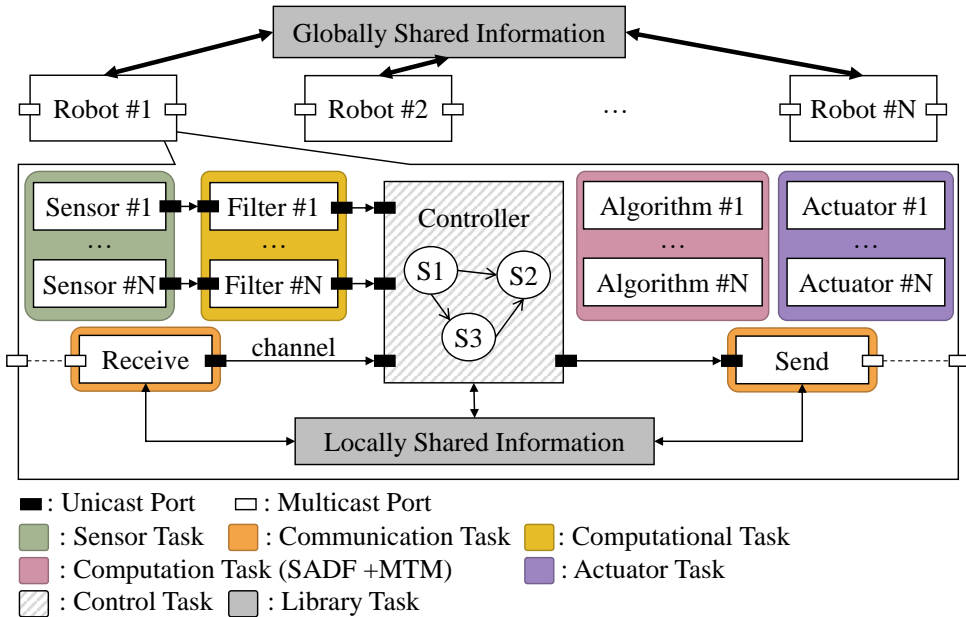 Globally Shared Information
Robot #1
Robot #2
…
Robot #N
Sensor #1
…
Sensor #N
Filter #1
…
Filter #N
Controller
S1
S2
S3
Algorithm #1
…
Algorithm #N
Actuator #1
…
Actuator #N
Receive
channel
Send
Locally Shared Information
: Unicast Port
: Multicast Port
: Sensor Task
: Communication Task
: Computational Task
: Computation Task (SADF +MTM)
: Actuator Task
: Control Task
: Library Task